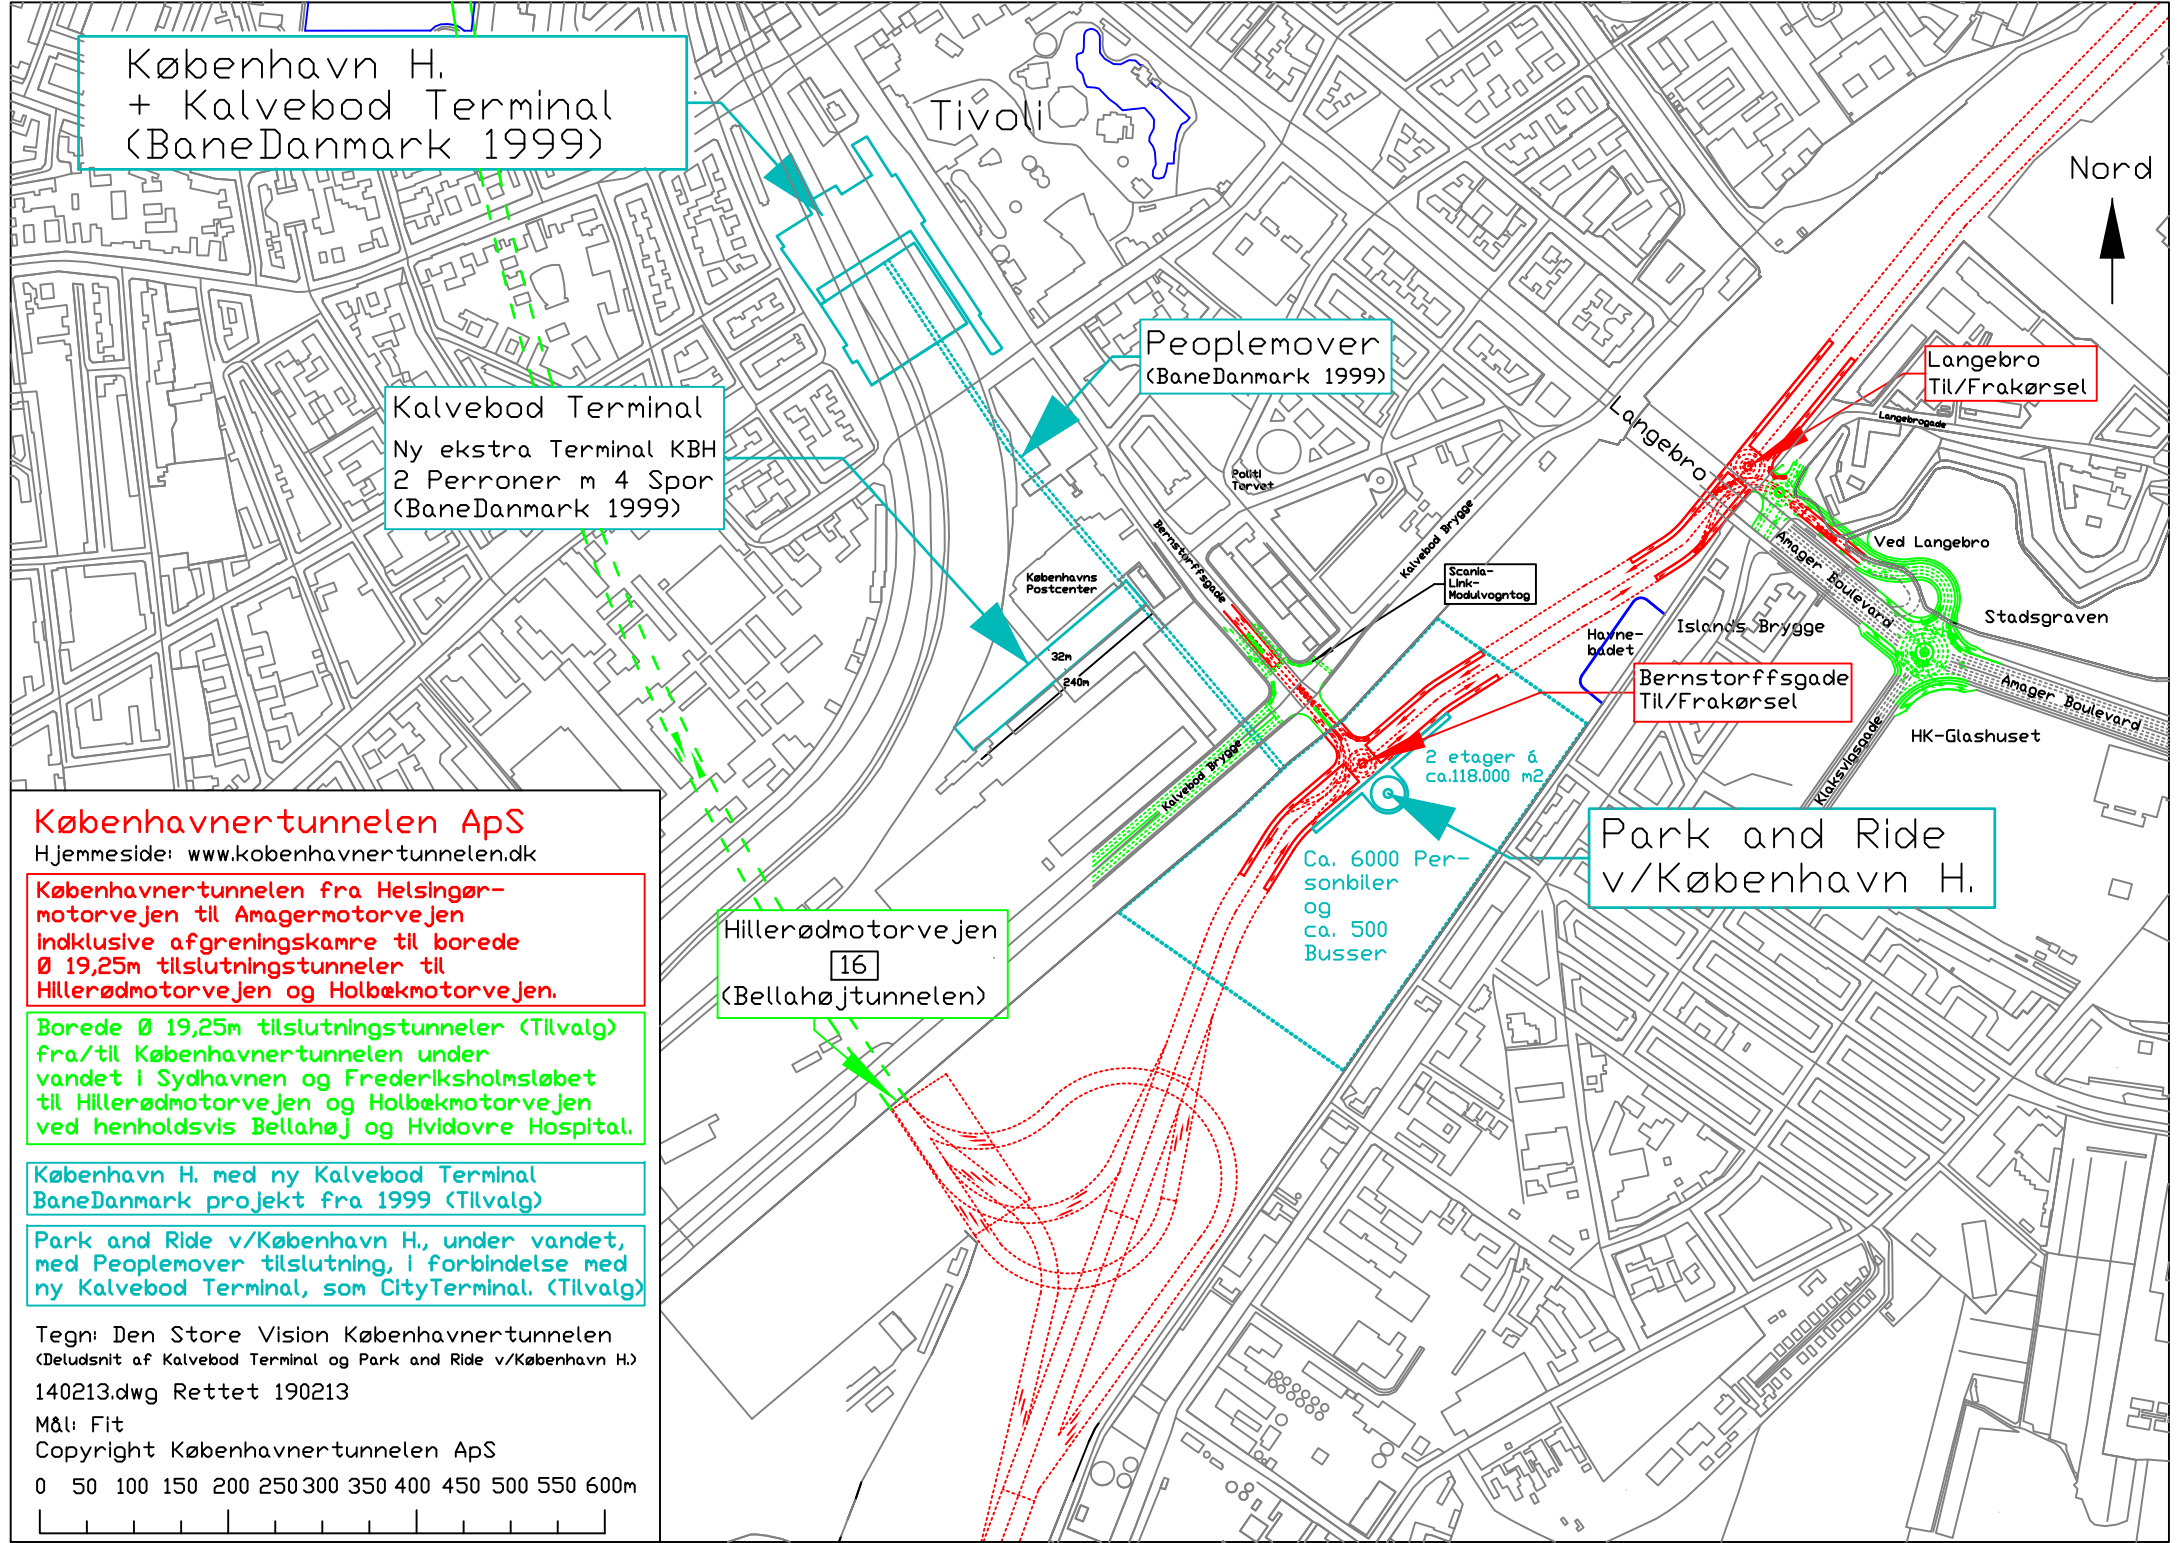 København H.
+ Kalvebod Terminal
(BaneDanmark 1999)
Tivoli
Nord
Peoplemover
(BaneDanmark 1999)
Langebro
Til/Frakørsel
Kalvebod Terminal
Ny ekstra Terminal KBH
2 Perroner m 4 Spor
(BaneDanmark 1999)
Langebro
Langebrogade
Politi
Torvet
Bernstorffsgade
Kalvebod Brygge
Københavns
Postcenter
Scania-
Link-
Modulvogntog
Ved Langebro
Amager Boulevard
Stadsgraven
Havne-
badet
Islands Brygge
32m
240m
Bernstorffsgade
Til/Frakørsel
Amager Boulevard
HK-Glashuset
Klaksvigsgade
Kalvebod Brygge
2 etager á
ca.118.000 m2
Park and Ride
v/København H.
Ca. 6000 Per-
sonbiler
og
ca. 500
Busser
Hillerødmotorvejen
16
(Bellahøjtunnelen)
Københavnertunnelen ApS
Hjemmeside: www.kobenhavnertunnelen.dk
Københavnertunnelen fra Helsingør-
motorvejen til Amagermotorvejen
indklusive afgreningskamre til borede
Ø 19,25m tilslutningstunneler til
Hillerødmotorvejen og Holbækmotorvejen.
Borede Ø 19,25m tilslutningstunneler (Tilvalg)
fra/til Københavnertunnelen under
vandet i Sydhavnen og Frederiksholmsløbet
til Hillerødmotorvejen og Holbækmotorvejen
ved henholdsvis Bellahøj og Hvidovre Hospital.
København H. med ny Kalvebod Terminal
BaneDanmark projekt fra 1999 (Tilvalg)
Park and Ride v/København H., under vandet,
med Peoplemover tilslutning, i forbindelse med
ny Kalvebod Terminal, som CityTerminal. (Tilvalg)
Tegn: Den Store Vision Københavnertunnelen
(Deludsnit af Kalvebod Terminal og Park and Ride v/København H.)
140213.dwg Rettet 190213
Mål: Fit
Copyright Københavnertunnelen ApS
0 50 100 150 200 250 300 350 400 450 500 550 600m